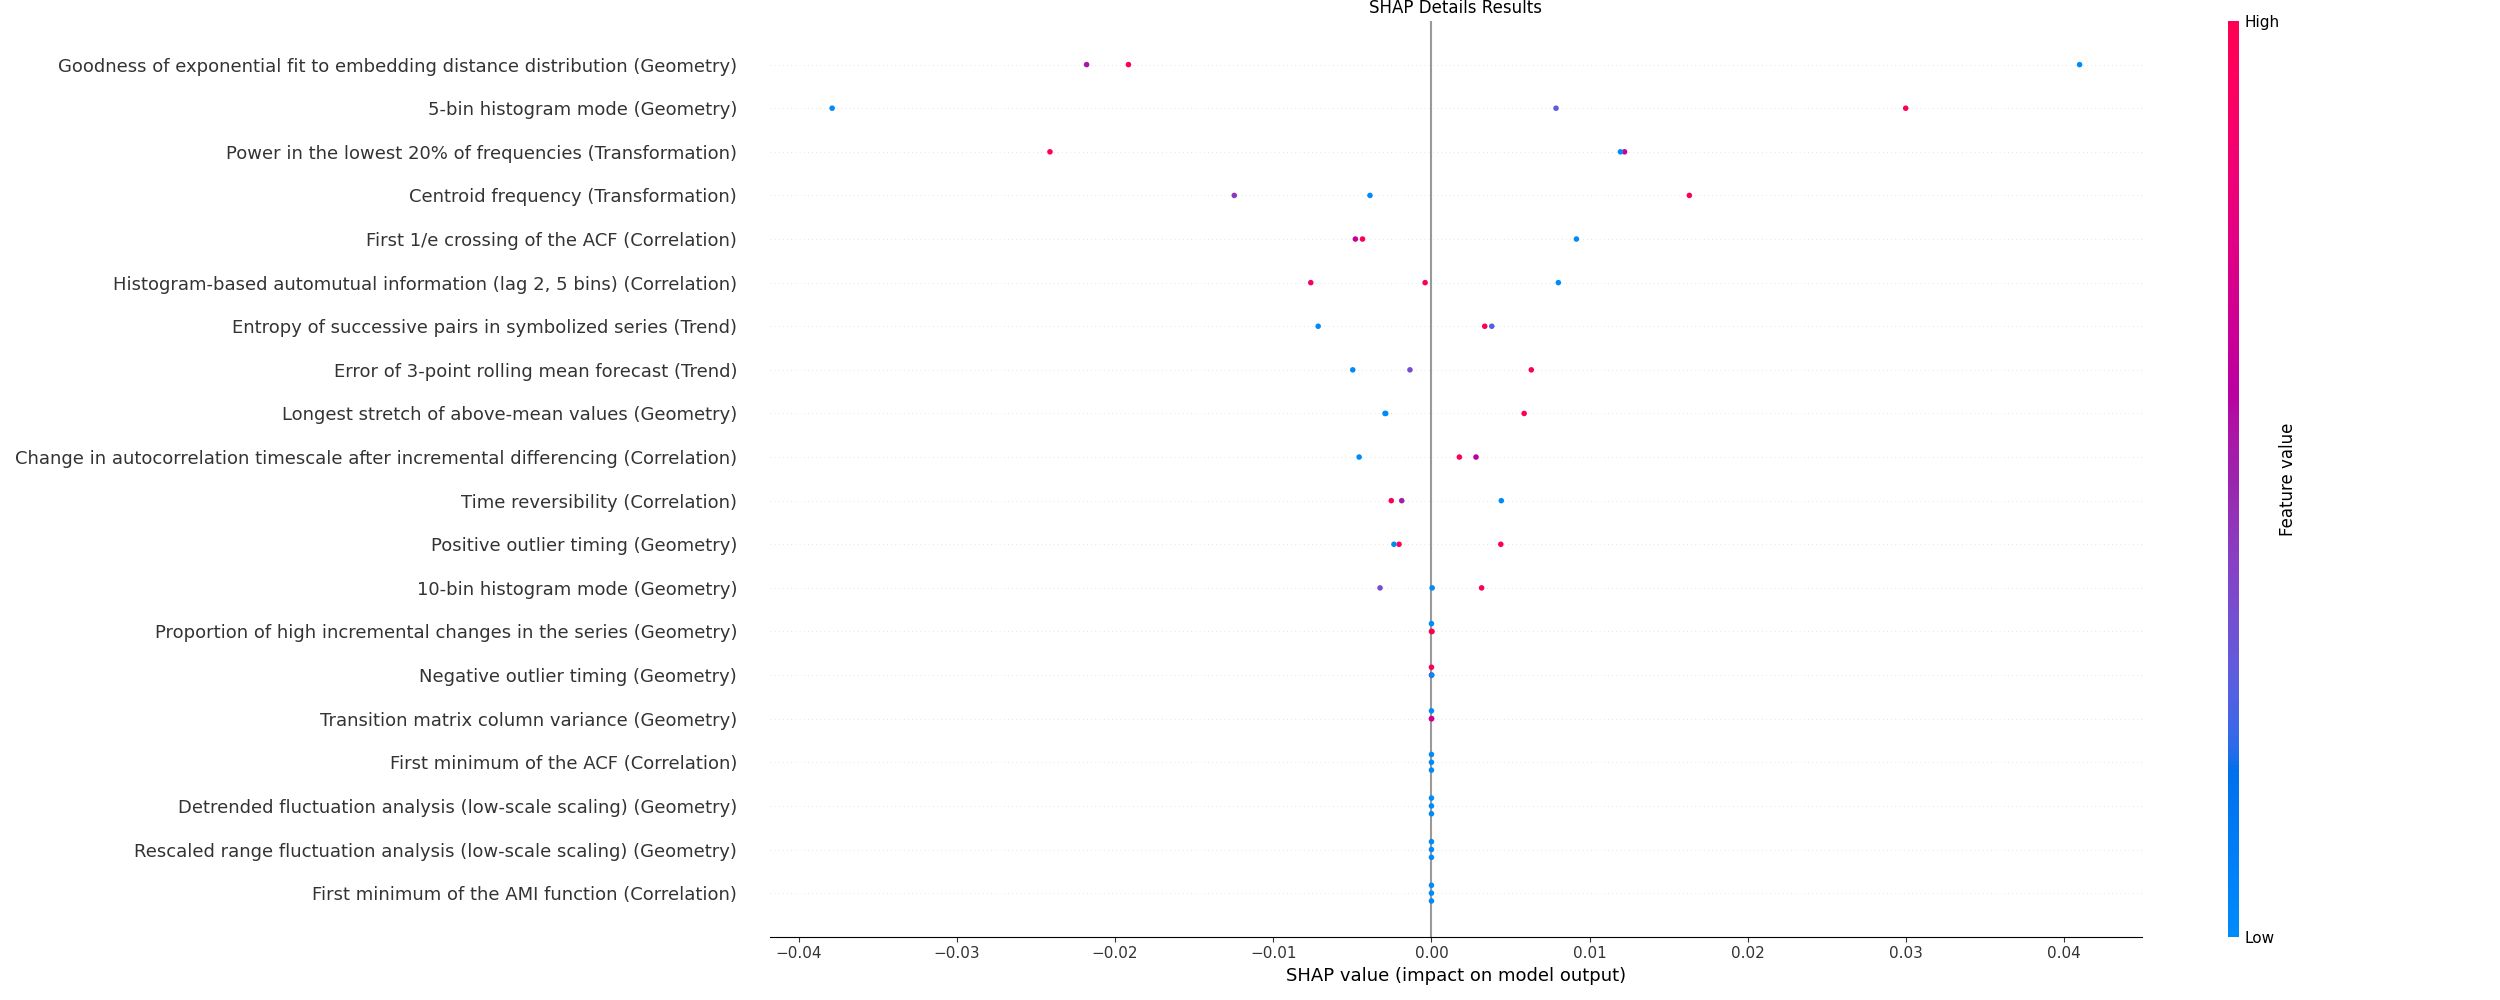 SHAP Details Results
High
Goodness of exponential fit to embedding distance distribution (Geometry)
5-bin histogram mode (Geometry)
Power in the lowest 20% of frequencies (Transformation)
Centroid frequency (Transformation)
First 1/e crossing of the ACF (Correlation)
Histogram-based automutual information (lag 2, 5 bins) (Correlation)
Entropy of successive pairs in symbolized series (Trend)
Error of 3-point rolling mean forecast (Trend)
Longest stretch of above-mean values (Geometry)
Change in autocorrelation timescale after incremental differencing (Correlation)
Time reversibility (Correlation)
Positive outlier timing (Geometry)
10-bin histogram mode (Geometry)
Proportion of high incremental changes in the series (Geometry)
Negative outlier timing (Geometry)
Transition matrix column variance (Geometry)
First minimum of the ACF (Correlation)
Detrended fluctuation analysis (low-scale scaling) (Geometry)
Rescaled range fluctuation analysis (low-scale scaling) (Geometry)
First minimum of the AMI function (Correlation)
Feature value
Low
−0.04 −0.03 −0.02 −0.01 0.00 0.01 0.02 0.03 0.04
SHAP value (impact on model output)